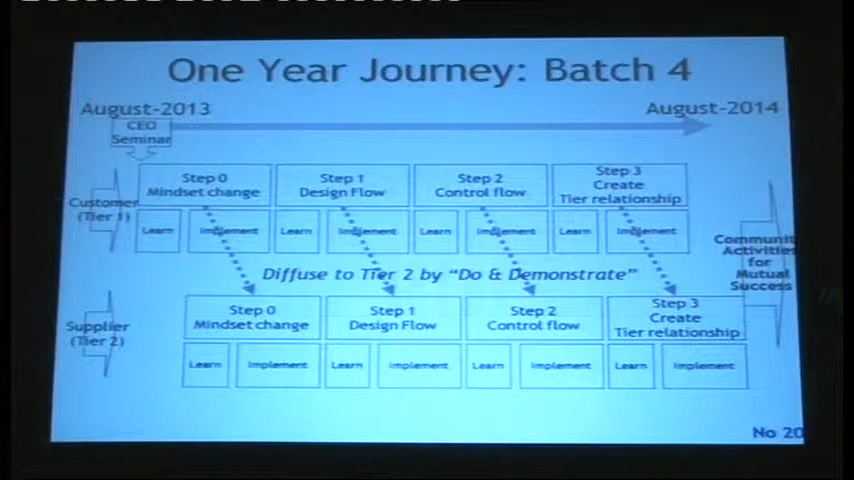 One Year Journey: Batch 4
August-2013
August-2014
CEO
Seminar
Customer
(Tier 1)
Step 0
Mindset change
Step 1
Design Flow
Step 2
Control flow
Step 3
Create
Tier relationship
Learn
Implement
Learn
Implement
Learn
Implement
Learn
Implement
Diffuse to Tier 2 by “Do & Demonstrate”
Communit
Activities
for
Mutual
Success
Supplier
(Tier 2)
Step 0
Mindset change
Step 1
Design Flow
Step 2
Control flow
Step 3
Create
Tier relationship
Learn
Implement
Learn
Implement
Learn
Implement
Learn
Implement
No 20